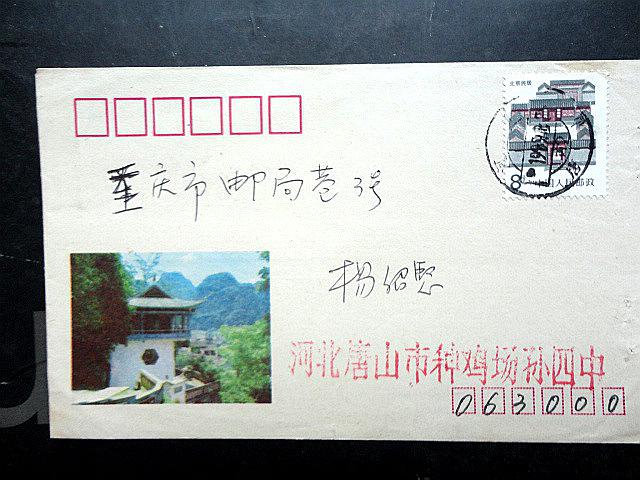 北京民居
8分
中国人民邮政
重庆市邮局巷3号
杨绍熙
河北唐山市种鸡场孙四中
063000